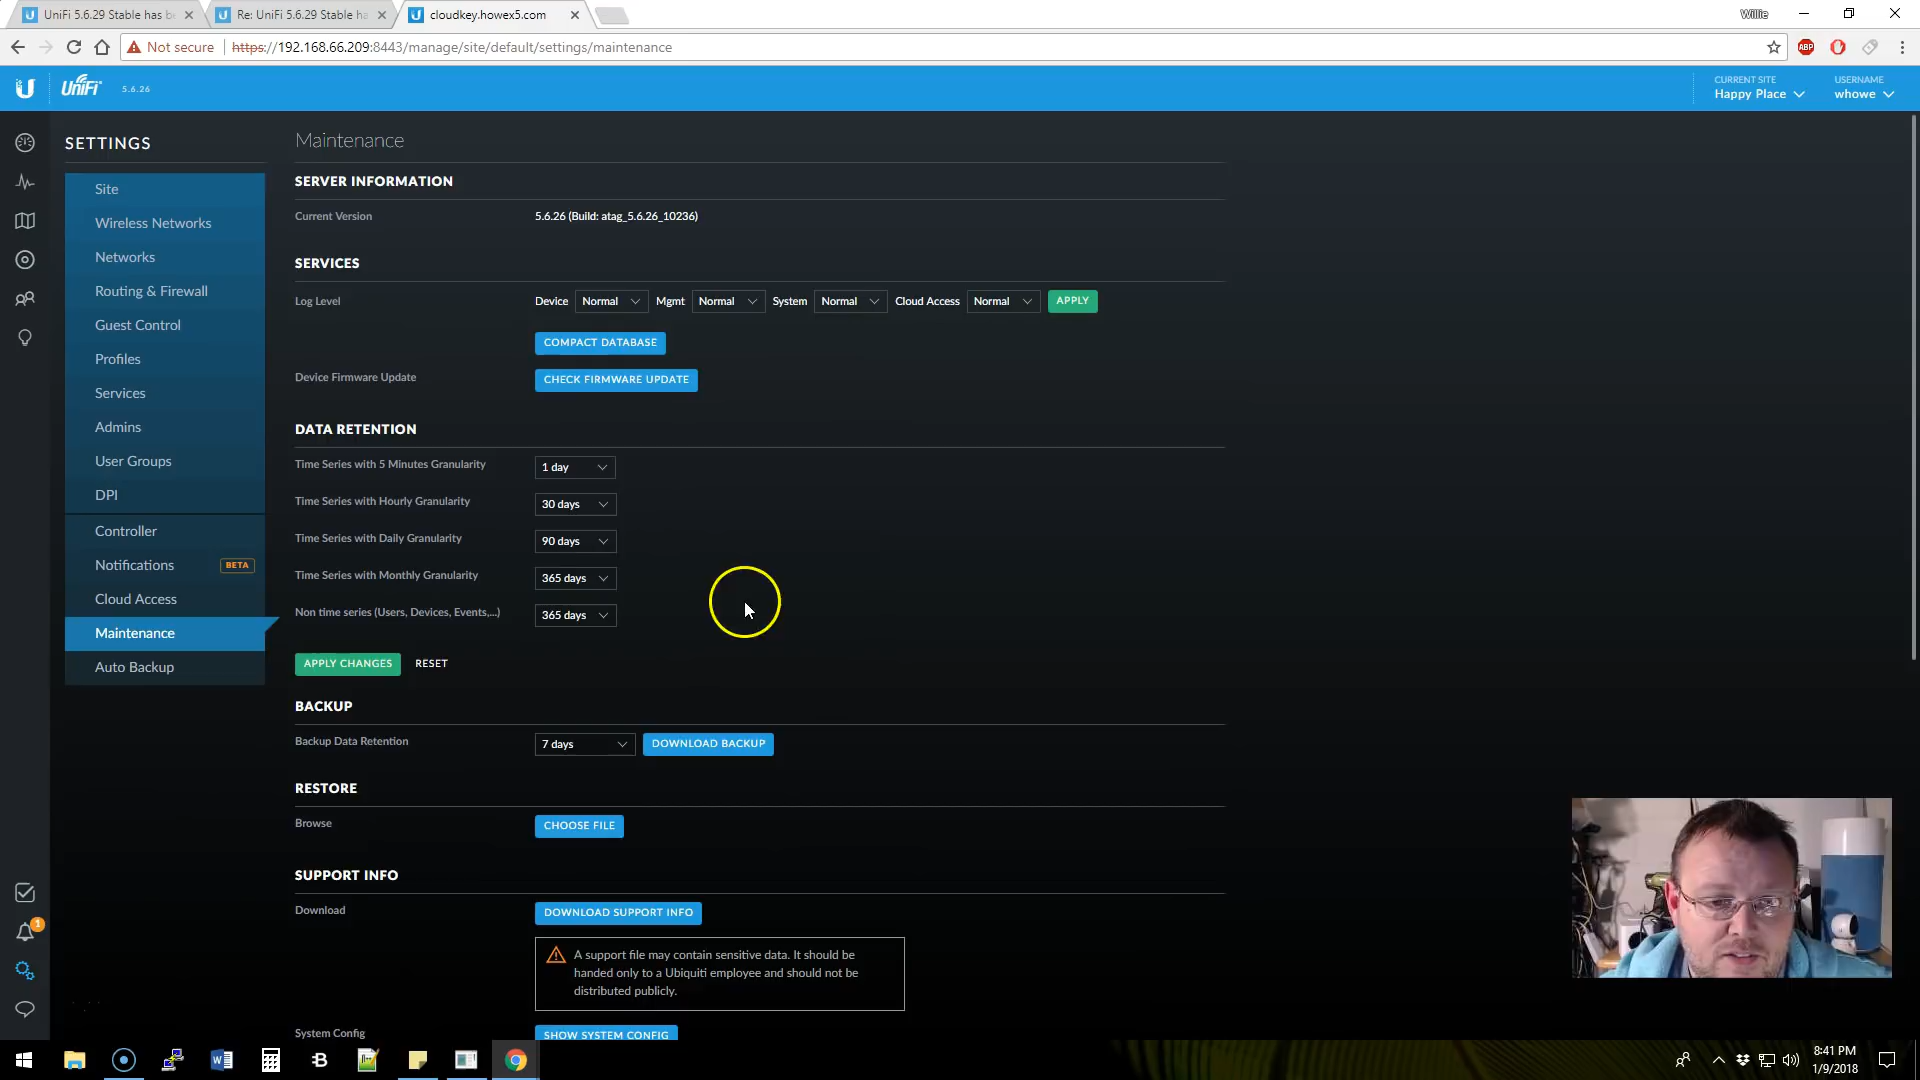 UniFi 5.6.29 Stable has be
Re: UniFi 5.6.29 Stable ha
cloudkey.howex5.com
Willie
Not secure
https://192.168.66.209:8443/manage/site/default/settings/maintenance
ABP
U
UniFi
5.6.26
CURRENT SITE
Happy Place
USERNAME
whowe
SETTINGS
Site
Wireless Networks
Networks
Routing & Firewall
Guest Control
Profiles
Services
Admins
User Groups
DPI
Controller
Notifications BETA
Cloud Access
Maintenance
Auto Backup
1
Maintenance
SERVER INFORMATION
Current Version 5.6.26 (Build: atag_5.6.26_10236)
SERVICES
Log Level Device Normal Mgmt Normal System Normal Cloud Access Normal APPLY
COMPACT DATABASE
Device Firmware Update CHECK FIRMWARE UPDATE
DATA RETENTION
Time Series with 5 Minutes Granularity 1 day
Time Series with Hourly Granularity 30 days
Time Series with Daily Granularity 90 days
Time Series with Monthly Granularity 365 days
Non time series (Users, Devices, Events,...) 365 days
APPLY CHANGES RESET
BACKUP
Backup Data Retention 7 days DOWNLOAD BACKUP
RESTORE
Browse CHOOSE FILE
SUPPORT INFO
Download DOWNLOAD SUPPORT INFO
A support file may contain sensitive data. It should be
handed only to a Ubiquiti employee and should not be
distributed publicly.
System Config SHOW SYSTEM CONFIG
8:41 PM
1/9/2018